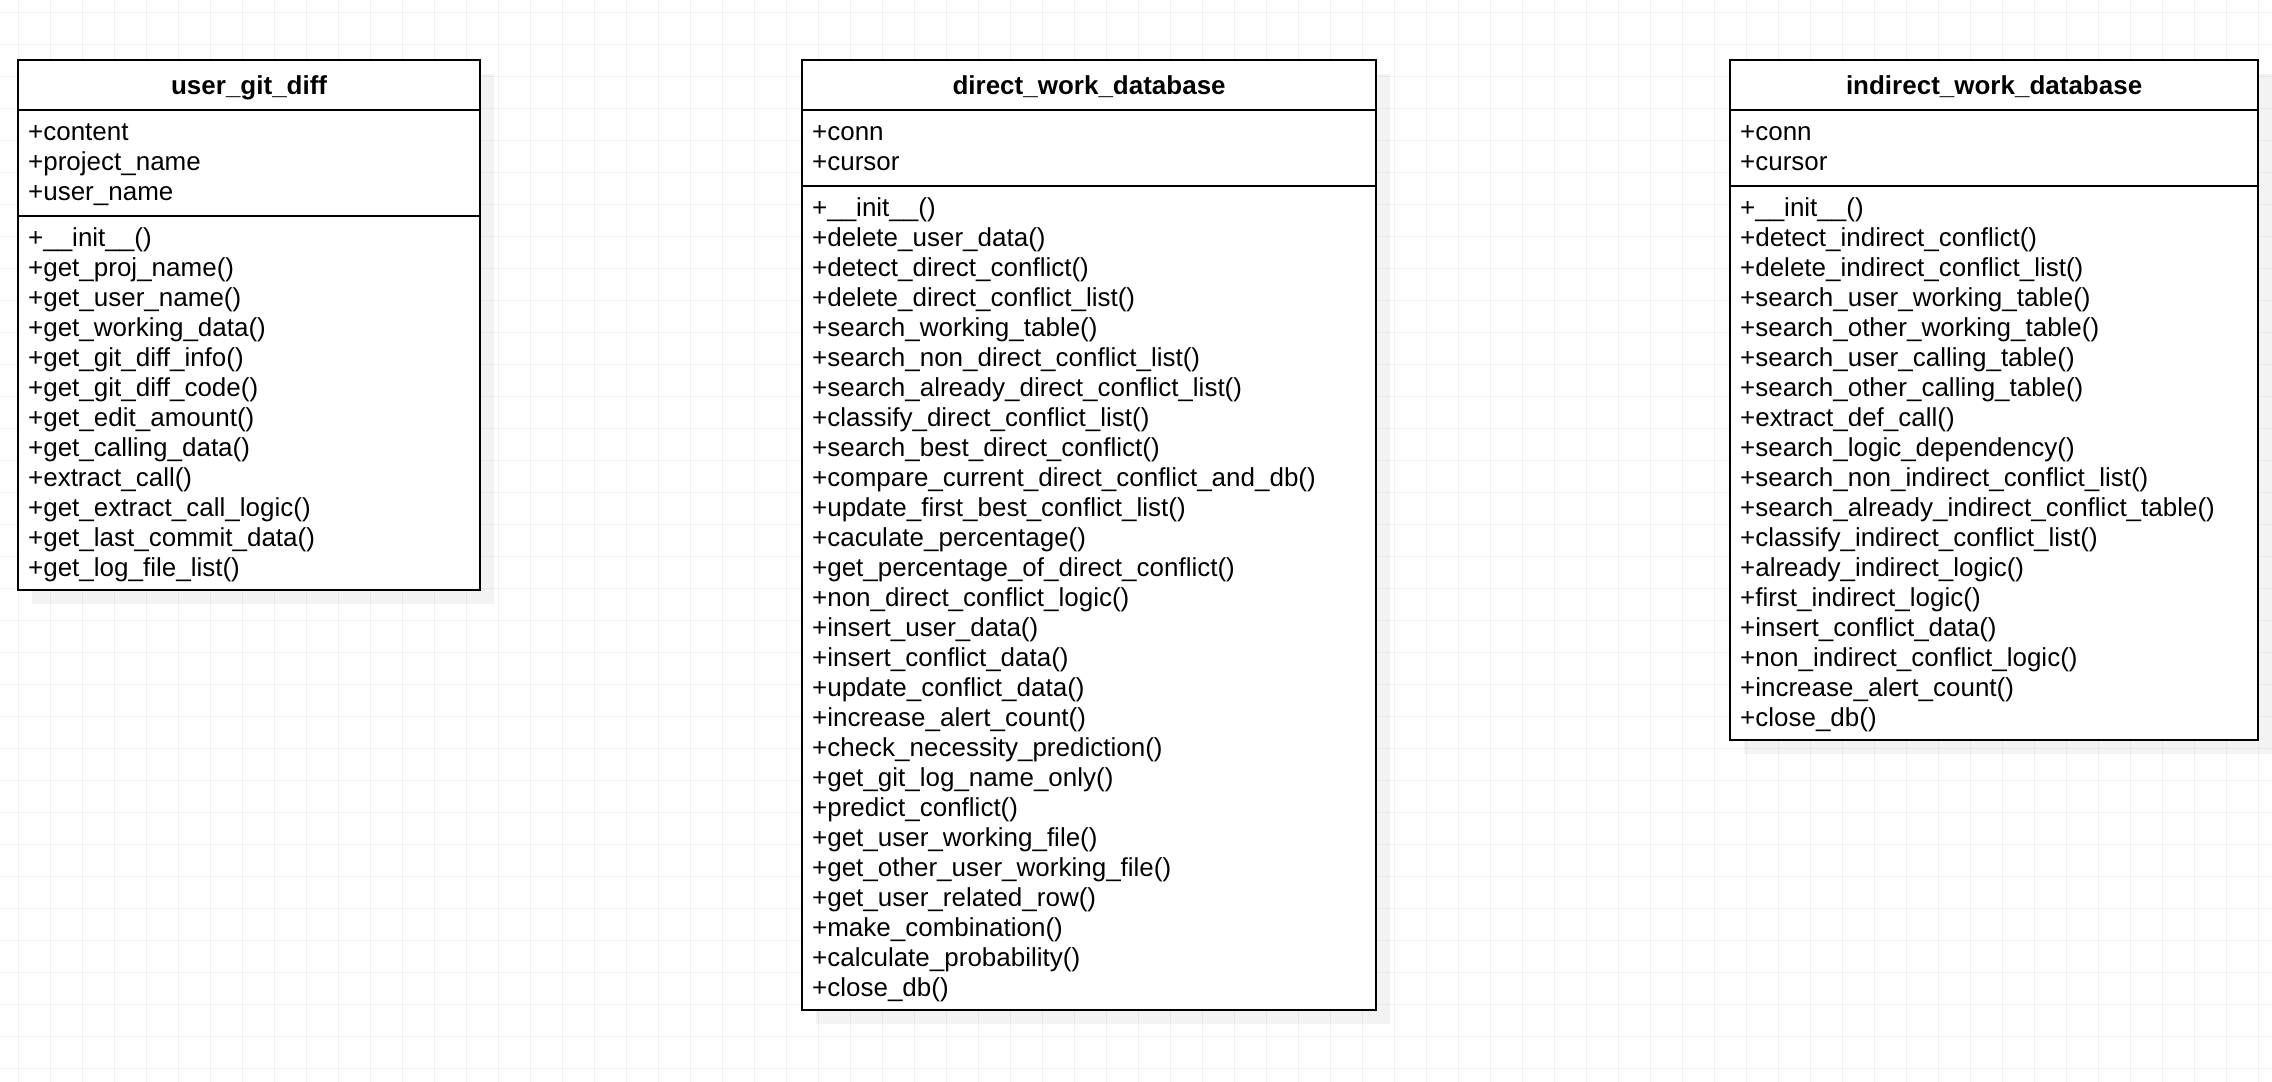 user_git_diff
+content
+project_name
+user_name
+__init__()
+get_proj_name()
+get_user_name()
+get_working_data()
+get_git_diff_info()
+get_git_diff_code()
+get_edit_amount()
+get_calling_data()
+extract_call()
+get_extract_call_logic()
+get_last_commit_data()
+get_log_file_list()
direct_work_database
+conn
+cursor
+__init__()
+delete_user_data()
+detect_direct_conflict()
+delete_direct_conflict_list()
+search_working_table()
+search_non_direct_conflict_list()
+search_already_direct_conflict_list()
+classify_direct_conflict_list()
+search_best_direct_conflict()
+compare_current_direct_conflict_and_db()
+update_first_best_conflict_list()
+caculate_percentage()
+get_percentage_of_direct_conflict()
+non_direct_conflict_logic()
+insert_user_data()
+insert_conflict_data()
+update_conflict_data()
+increase_alert_count()
+check_necessity_prediction()
+get_git_log_name_only()
+predict_conflict()
+get_user_working_file()
+get_other_user_working_file()
+get_user_related_row()
+make_combination()
+calculate_probability()
+close_db()
indirect_work_database
+conn
+cursor
+__init__()
+detect_indirect_conflict()
+delete_indirect_conflict_list()
+search_user_working_table()
+search_other_working_table()
+search_user_calling_table()
+search_other_calling_table()
+extract_def_call()
+search_logic_dependency()
+search_non_indirect_conflict_list()
+search_already_indirect_conflict_table()
+classify_indirect_conflict_list()
+already_indirect_logic()
+first_indirect_logic()
+insert_conflict_data()
+non_indirect_conflict_logic()
+increase_alert_count()
+close_db()